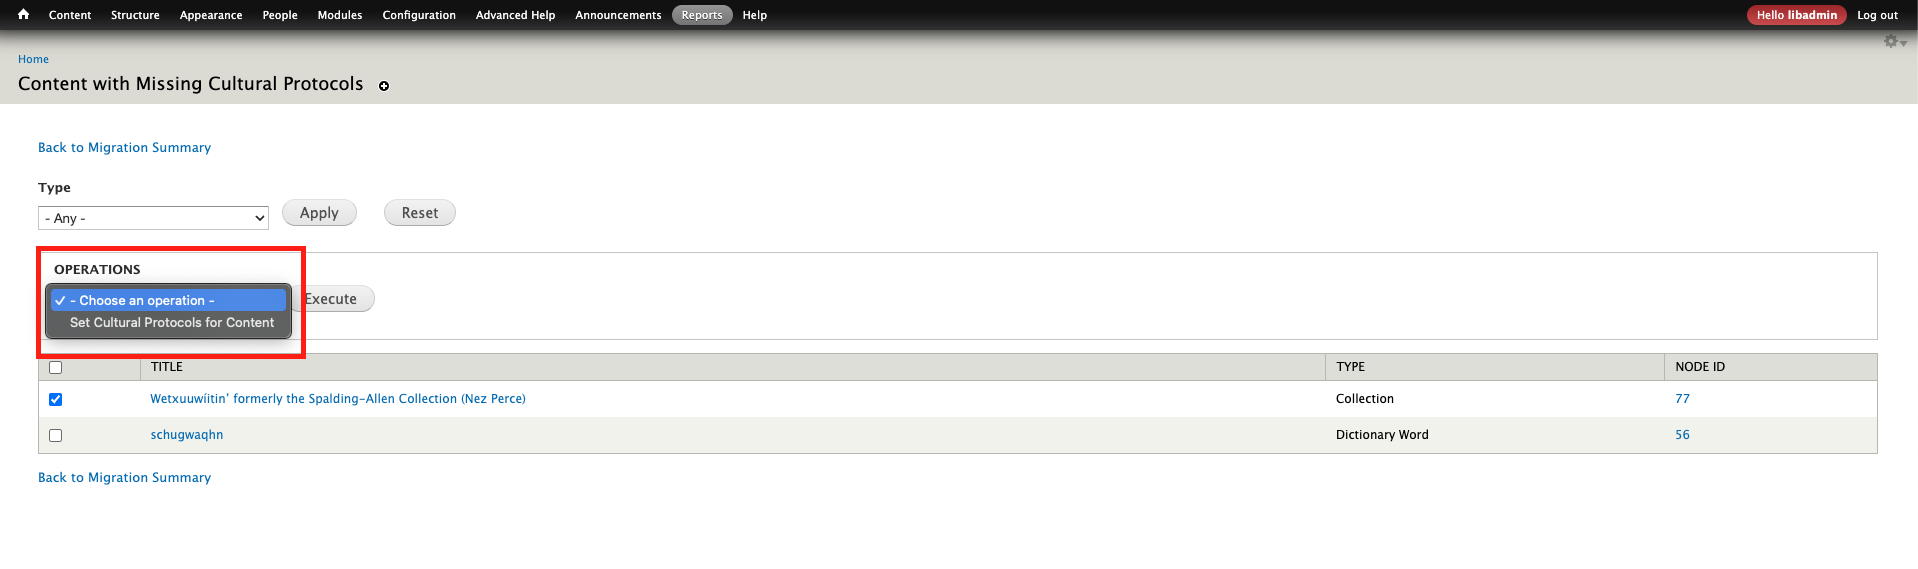 Content Structure Appearance People Modules Configuration Advanced Help Announcements Reports Help Hello libadmin Log out
Home
Content with Missing Cultural Protocols
Back to Migration Summary
Type
- Any - Apply Reset
OPERATIONS
- Choose an operation - Execute
Set Cultural Protocols for Content
TITLE TYPE NODE ID
Wetxuuwíitin’ formerly the Spalding-Allen Collection (Nez Perce) Collection 77
schugwaqhn Dictionary Word 56
Back to Migration Summary